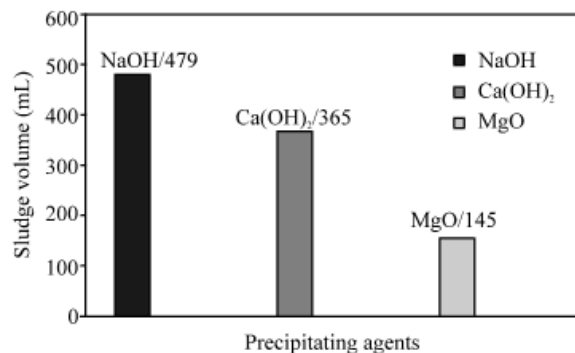 600
500
400
300
200
100
0
Sludge volume (mL)
NaOH/479
Ca(OH)₂/365
MgO/145
NaOH
Ca(OH)₂
MgO
Precipitating agents